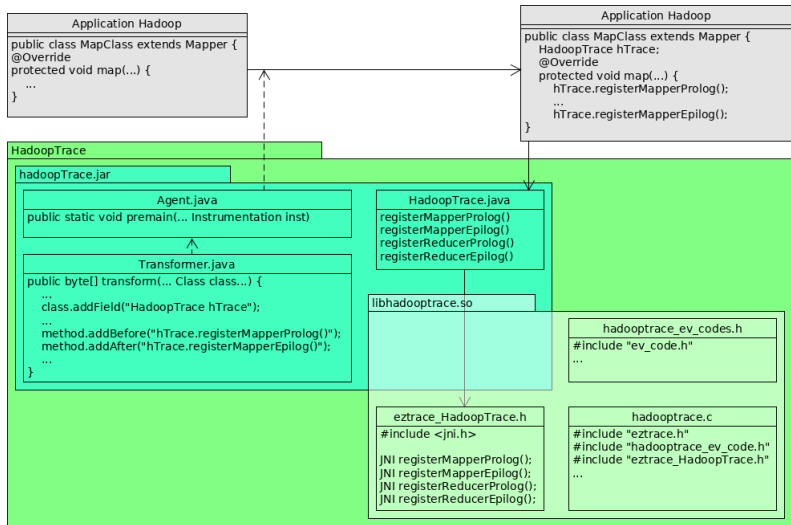 Application Hadoop
public class MapClass extends Mapper {
@Override
protected void map(...) {
...
}
Application Hadoop
public class MapClass extends Mapper {
HadoopTrace hTrace;
@Override
protected void map(...) {
hTrace.registerMapperProlog();
...
hTrace.registerMapperEpilog();
}
HadoopTrace
hadoopTrace.jar
Agent.java
public static void premain(... Instrumentation inst)
Transformer.java
public byte[] transform(... Class class...) {
...
class.addField("HadoopTrace hTrace");
...
method.addBefore("hTrace.registerMapperProlog()");
method.addAfter("hTrace.registerMapperEpilog()");
...
}
HadoopTrace.java
registerMapperProlog()
registerMapperEpilog()
registerReducerProlog()
registerReducerEpilog()
libhadooptrace.so
hadooptrace_ev_codes.h
#include "ev_code.h"
...
eztrace_HadoopTrace.h
#include <jni.h>
JNI registerMapperProlog();
JNI registerMapperEpilog();
JNI registerReducerProlog();
JNI registerReducerEpilog();
hadooptrace.c
#include "eztrace.h"
#include "hadooptrace_ev_code.h"
#include "eztrace_HadoopTrace.h"
...